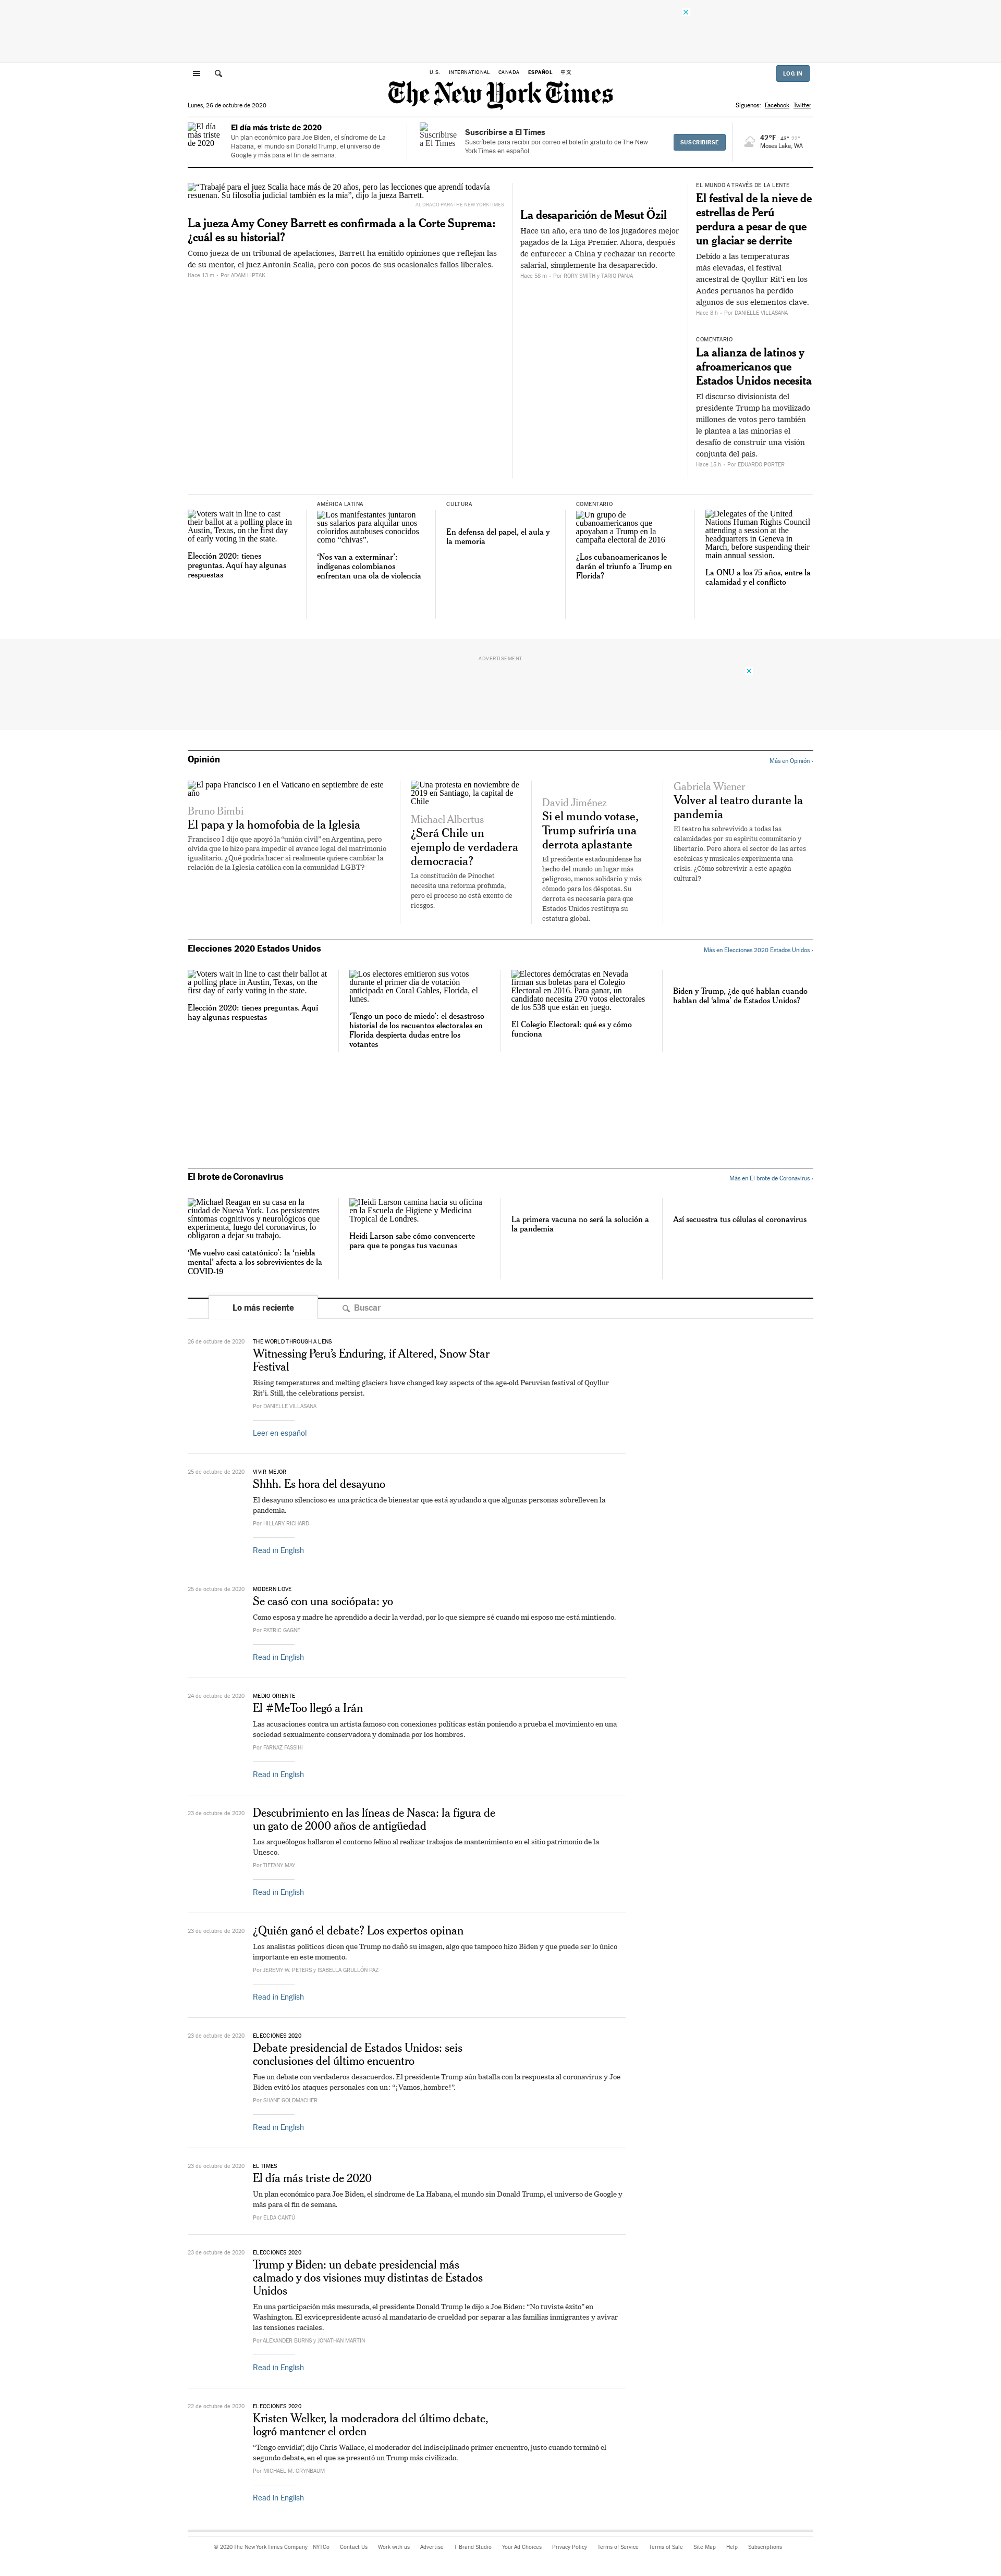 U.S. INTERNATIONAL CANADA ESPAÑOL 中文
LOG IN
The New York Times
Lunes, 26 de octubre de 2020
Síguenos: Facebook Twitter
El día
más triste
de 2020
El día más triste de 2020
Un plan económico para Joe Biden, el síndrome de La
Habana, el mundo sin Donald Trump, el universo de
Google y más para el fin de semana.
Suscribirse
a El Times
Suscribirse a El Times
Suscríbete para recibir por correo el boletín gratuito de The New
York Times en español.
SUSCRIBIRSE
42°F 43° 22°
Moses Lake, WA
“Trabajé para el juez Scalia hace más de 20 años, pero las lecciones que aprendí todavía
resuenan. Su filosofía judicial también es la mía”, dijo la jueza Barrett.
AL DRAGO PARA THE NEW YORK TIMES
La jueza Amy Coney Barrett es confirmada a la Corte Suprema:
¿cuál es su historial?
Como jueza de un tribunal de apelaciones, Barrett ha emitido opiniones que reflejan las
de su mentor, el juez Antonin Scalia, pero con pocos de sus ocasionales fallos liberales.
Hace 13 m - Por ADAM LIPTAK
La desaparición de Mesut Özil
Hace un año, era uno de los jugadores mejor
pagados de la Liga Premier. Ahora, después
de enfurecer a China y rechazar un recorte
salarial, simplemente ha desaparecido.
Hace 58 m - Por RORY SMITH y TARIQ PANJA
EL MUNDO A TRAVÉS DE LA LENTE
El festival de la nieve de
estrellas de Perú
perdura a pesar de que
un glaciar se derrite
Debido a las temperaturas
más elevadas, el festival
ancestral de Qoyllur Rit’i en los
Andes peruanos ha perdido
algunos de sus elementos clave.
Hace 8 h - Por DANIELLE VILLASANA
COMENTARIO
La alianza de latinos y
afroamericanos que
Estados Unidos necesita
El discurso divisionista del
presidente Trump ha movilizado
millones de votos pero también
le plantea a las minorías el
desafío de construir una visión
conjunta del país.
Hace 15 h - Por EDUARDO PORTER
Voters wait in line to cast
their ballot at a polling place in
Austin, Texas, on the first day
of early voting in the state.
Elección 2020: tienes
preguntas. Aquí hay algunas
respuestas
AMÉRICA LATINA
Los manifestantes juntaron
sus salarios para alquilar unos
coloridos autobuses conocidos
como “chivas”.
‘Nos van a exterminar’:
indígenas colombianos
enfrentan una ola de violencia
CULTURA
En defensa del papel, el aula y
la memoria
COMENTARIO
Un grupo de
cubanoamericanos que
apoyaban a Trump en la
campaña electoral de 2016
¿Los cubanoamericanos le
darán el triunfo a Trump en
Florida?
Delegates of the United
Nations Human Rights Council
attending a session at the
headquarters in Geneva in
March, before suspending their
main annual session.
La ONU a los 75 años, entre la
calamidad y el conflicto
ADVERTISEMENT
Opinión
Más en Opinión ›
El papa Francisco I en el Vaticano en septiembre de este
año
Bruno Bimbi
El papa y la homofobia de la Iglesia
Francisco I dijo que apoyó la “unión civil” en Argentina, pero
olvida que lo hizo para impedir el avance legal del matrimonio
igualitario. ¿Qué podría hacer si realmente quiere cambiar la
relación de la Iglesia católica con la comunidad LGBT?
Una protesta en noviembre de
2019 en Santiago, la capital de
Chile
Michael Albertus
¿Será Chile un
ejemplo de verdadera
democracia?
La constitución de Pinochet
necesita una reforma profunda,
pero el proceso no está exento de
riesgos.
David Jiménez
Si el mundo votase,
Trump sufriría una
derrota aplastante
El presidente estadounidense ha
hecho del mundo un lugar más
peligroso, menos solidario y más
cómodo para los déspotas. Su
derrota es necesaria para que
Estados Unidos restituya su
estatura global.
Gabriela Wiener
Volver al teatro durante la
pandemia
El teatro ha sobrevivido a todas las
calamidades por su espíritu comunitario y
libertario. Pero ahora el sector de las artes
escénicas y musicales experimenta una
crisis. ¿Cómo sobrevivir a este apagón
cultural?
Elecciones 2020 Estados Unidos
Más en Elecciones 2020 Estados Unidos ›
Voters wait in line to cast their ballot at
a polling place in Austin, Texas, on the
first day of early voting in the state.
Elección 2020: tienes preguntas. Aquí
hay algunas respuestas
Los electores emitieron sus votos
durante el primer día de votación
anticipada en Coral Gables, Florida, el
lunes.
‘Tengo un poco de miedo’: el desastroso
historial de los recuentos electorales en
Florida despierta dudas entre los
votantes
Electores demócratas en Nevada
firman sus boletas para el Colegio
Electoral en 2016. Para ganar, un
candidato necesita 270 votos electorales
de los 538 que están en juego.
El Colegio Electoral: qué es y cómo
funciona
Biden y Trump, ¿de qué hablan cuando
hablan del ‘alma’ de Estados Unidos?
El brote de Coronavirus
Más en El brote de Coronavirus ›
Michael Reagan en su casa en la
ciudad de Nueva York. Los persistentes
síntomas cognitivos y neurológicos que
experimenta, luego del coronavirus, lo
obligaron a dejar su trabajo.
‘Me vuelvo casi catatónico’: la ‘niebla
mental’ afecta a los sobrevivientes de la
COVID-19
Heidi Larson camina hacia su oficina
en la Escuela de Higiene y Medicina
Tropical de Londres.
Heidi Larson sabe cómo convencerte
para que te pongas tus vacunas
La primera vacuna no será la solución a
la pandemia
Así secuestra tus células el coronavirus
Lo más reciente
Buscar
26 de octubre de 2020
THE WORLD THROUGH A LENS
Witnessing Peru’s Enduring, if Altered, Snow Star
Festival
Rising temperatures and melting glaciers have changed key aspects of the age-old Peruvian festival of Qoyllur
Rit’i. Still, the celebrations persist.
Por DANIELLE VILLASANA
Leer en español
25 de octubre de 2020
VIVIR MEJOR
Shhh. Es hora del desayuno
El desayuno silencioso es una práctica de bienestar que está ayudando a que algunas personas sobrelleven la
pandemia.
Por HILLARY RICHARD
Read in English
25 de octubre de 2020
MODERN LOVE
Se casó con una sociópata: yo
Como esposa y madre he aprendido a decir la verdad, por lo que siempre sé cuando mi esposo me está mintiendo.
Por PATRIC GAGNE
Read in English
24 de octubre de 2020
MEDIO ORIENTE
El #MeToo llegó a Irán
Las acusaciones contra un artista famoso con conexiones políticas están poniendo a prueba el movimiento en una
sociedad sexualmente conservadora y dominada por los hombres.
Por FARNAZ FASSIHI
Read in English
23 de octubre de 2020
Descubrimiento en las líneas de Nasca: la figura de
un gato de 2000 años de antigüedad
Los arqueólogos hallaron el contorno felino al realizar trabajos de mantenimiento en el sitio patrimonio de la
Unesco.
Por TIFFANY MAY
Read in English
23 de octubre de 2020
¿Quién ganó el debate? Los expertos opinan
Los analistas políticos dicen que Trump no dañó su imagen, algo que tampoco hizo Biden y que puede ser lo único
importante en este momento.
Por JEREMY W. PETERS y ISABELLA GRULLÓN PAZ
Read in English
23 de octubre de 2020
ELECCIONES 2020
Debate presidencial de Estados Unidos: seis
conclusiones del último encuentro
Fue un debate con verdaderos desacuerdos. El presidente Trump aún batalla con la respuesta al coronavirus y Joe
Biden evitó los ataques personales con un: “¡Vamos, hombre!”.
Por SHANE GOLDMACHER
Read in English
23 de octubre de 2020
EL TIMES
El día más triste de 2020
Un plan económico para Joe Biden, el síndrome de La Habana, el mundo sin Donald Trump, el universo de Google y
más para el fin de semana.
Por ELDA CANTÚ
23 de octubre de 2020
ELECCIONES 2020
Trump y Biden: un debate presidencial más
calmado y dos visiones muy distintas de Estados
Unidos
En una participación más mesurada, el presidente Donald Trump le dijo a Joe Biden: “No tuviste éxito” en
Washington. El exvicepresidente acusó al mandatario de crueldad por separar a las familias inmigrantes y avivar
las tensiones raciales.
Por ALEXANDER BURNS y JONATHAN MARTIN
Read in English
22 de octubre de 2020
ELECCIONES 2020
Kristen Welker, la moderadora del último debate,
logró mantener el orden
“Tengo envidia”, dijo Chris Wallace, el moderador del indisciplinado primer encuentro, justo cuando terminó el
segundo debate, en el que se presentó un Trump más civilizado.
Por MICHAEL M. GRYNBAUM
Read in English
© 2020 The New York Times Company NYTCo Contact Us Work with us Advertise T Brand Studio Your Ad Choices Privacy Policy Terms of Service Terms of Sale Site Map Help Subscriptions